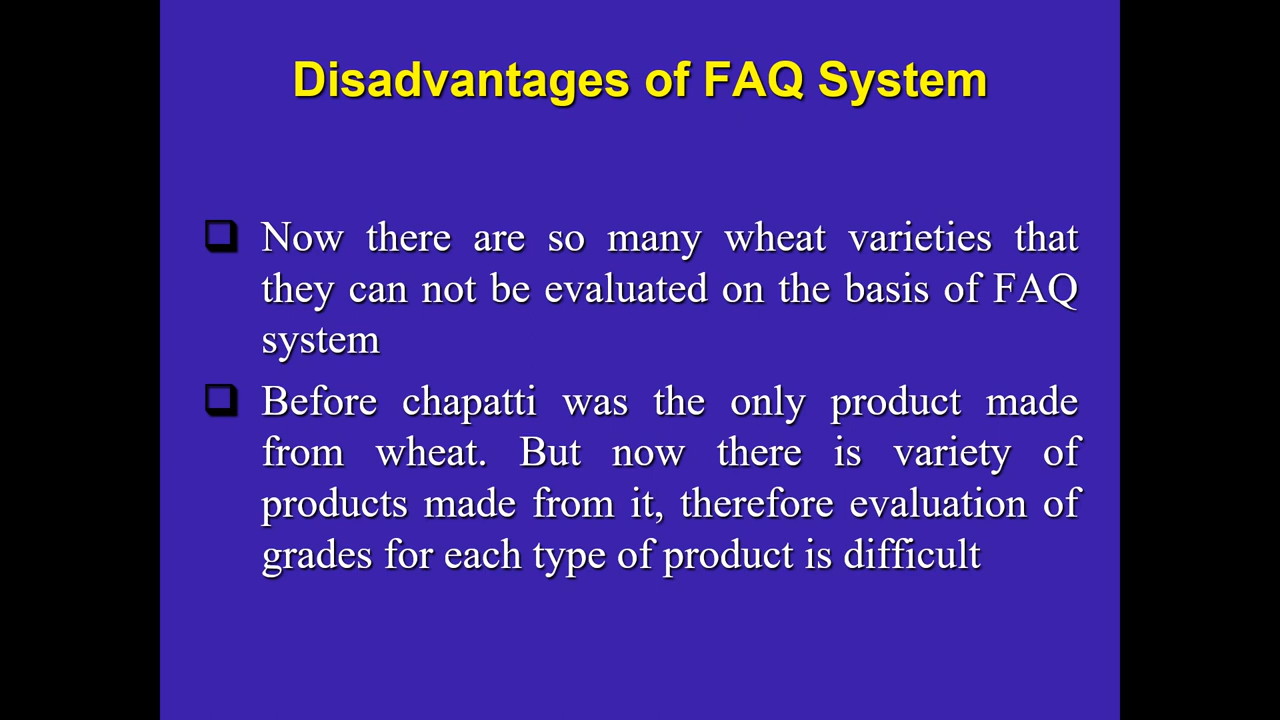 Disadvantages of FAQ System
Now there are so many wheat varieties that
they can not be evaluated on the basis of FAQ
system
Before chapatti was the only product made
from wheat. But now there is variety of
products made from it, therefore evaluation of
grades for each type of product is difficult